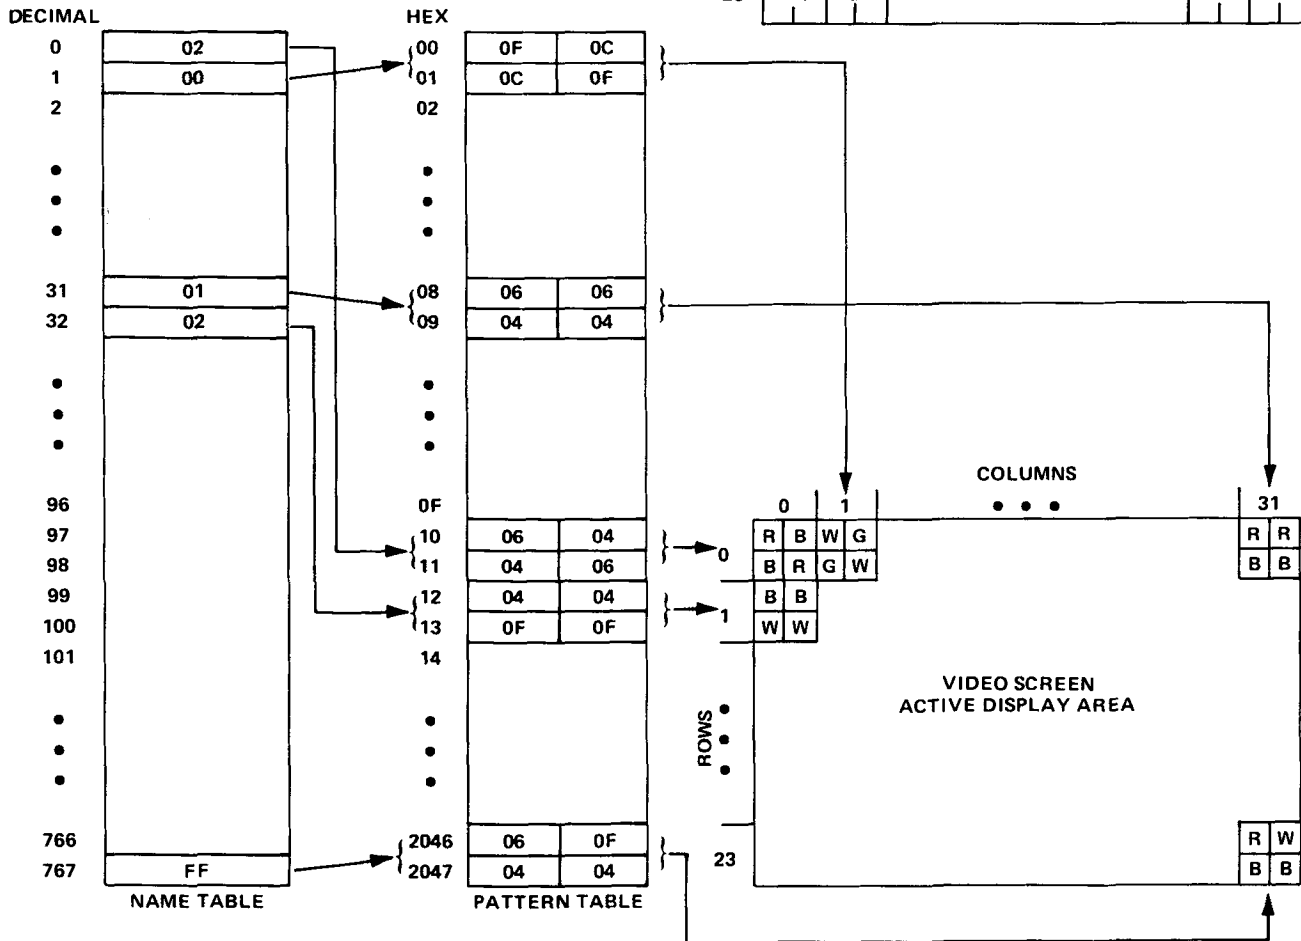 DECIMAL HEX
0 02 00 0F 0C
1 00 01 0C 0F
2 02
31 01 08 06 06
32 02 09 04 04
COLUMNS
96 0F 0 1 31
97 10 06 04 0 R B W G R R
98 11 04 06 B R G W B B
99 12 04 04 1 B B
100 13 0F 0F W W
101 14
VIDEO SCREEN
ACTIVE DISPLAY AREA
ROWS
766 2046 06 0F 23 R W
767 FF 2047 04 04 B B
NAME TABLE PATTERN TABLE